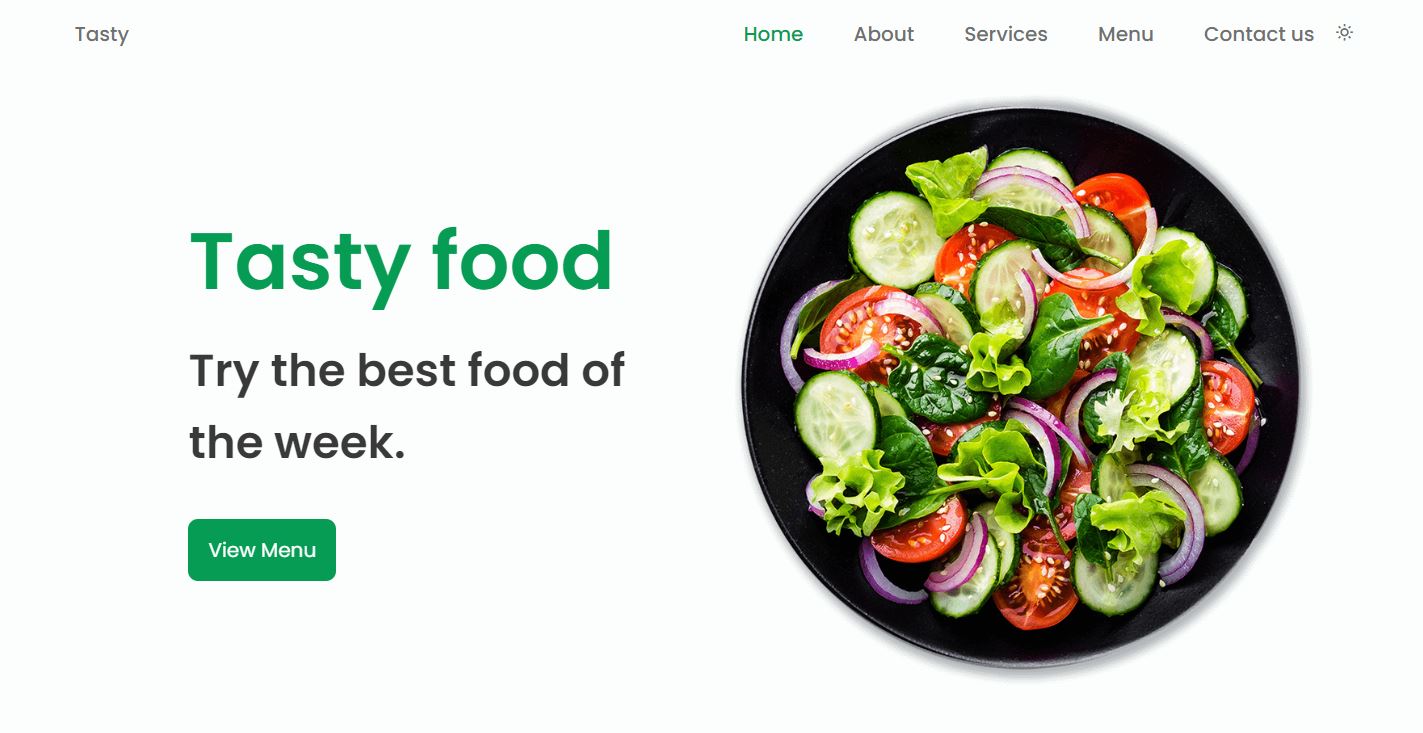 Tasty
Home About Services Menu Contact us
Tasty food
Try the best food of
the week.
View Menu